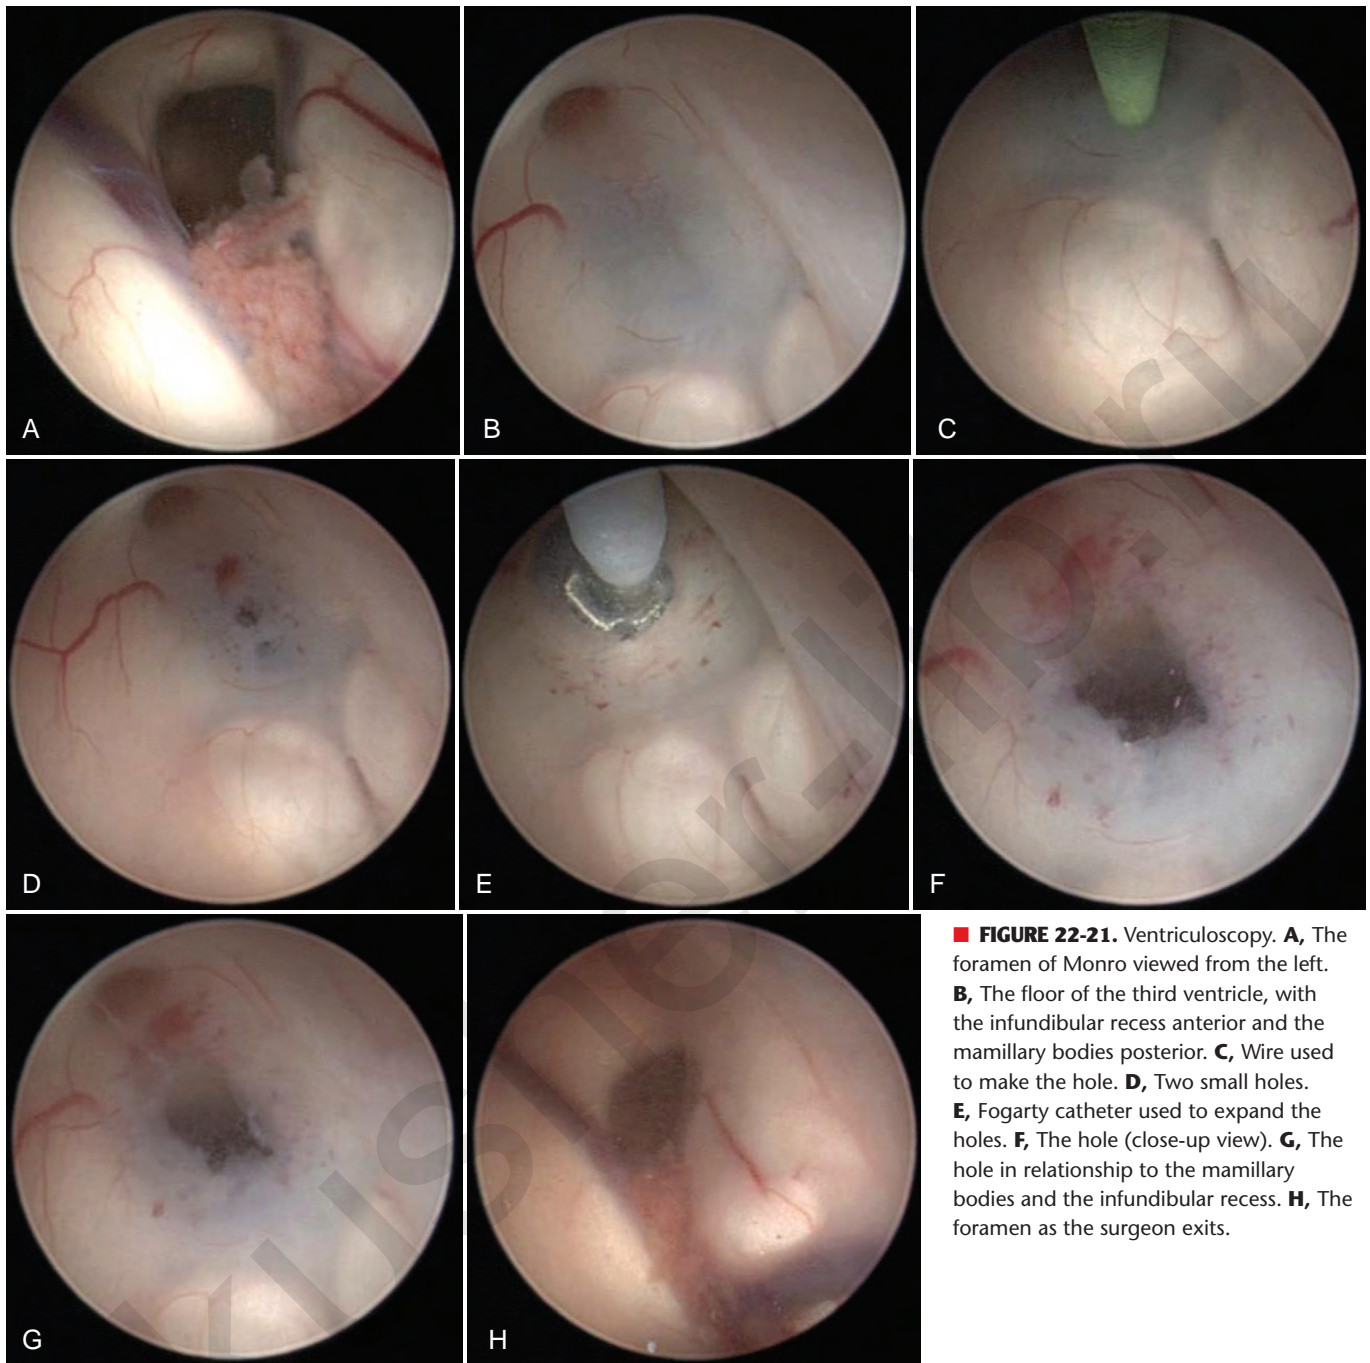 A
B
C
D
E
F
G
H
■ FIGURE 22-21. Ventriculoscopy. A, The
foramen of Monro viewed from the left.
B, The floor of the third ventricle, with
the infundibular recess anterior and the
mamillary bodies posterior. C, Wire used
to make the hole. D, Two small holes.
E, Fogarty catheter used to expand the
holes. F, The hole (close-up view). G, The
hole in relationship to the mamillary
bodies and the infundibular recess. H, The
foramen as the surgeon exits.